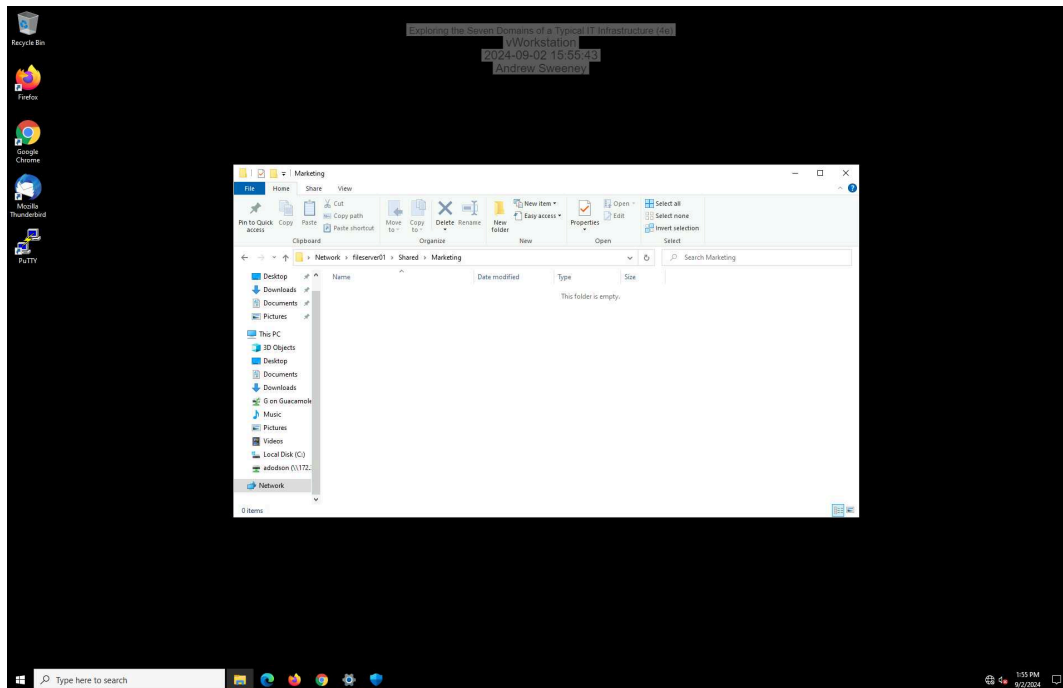 Exploring the Seven Domains of a Typical IT Infrastructure (4e)
vWorkstation
2024-09-02 15:55:43
Andrew Sweeney
Recycle Bin
Firefox
Google
Chrome
Mozilla
Thunderbird
PuTTY
Marketing
File Home Share View
Pin to Quick
access
Copy
Paste
Cut
Copy path
Paste shortcut
Clipboard
Move
to
Copy
to
Delete
Rename
Organize
New
folder
New item
Easy access
New
Properties
Open
Edit
Open
Select all
Select none
Invert selection
Select
Network › fileserver01 › Shared › Marketing
Search Marketing
Name Date modified Type Size
This folder is empty.
Desktop
Downloads
Documents
Pictures
This PC
3D Objects
Desktop
Documents
Downloads
G on Guacamole
Music
Pictures
Videos
Local Disk (C:)
adodson (\\172.
Network
0 items
Type here to search
1:55 PM
9/2/2024